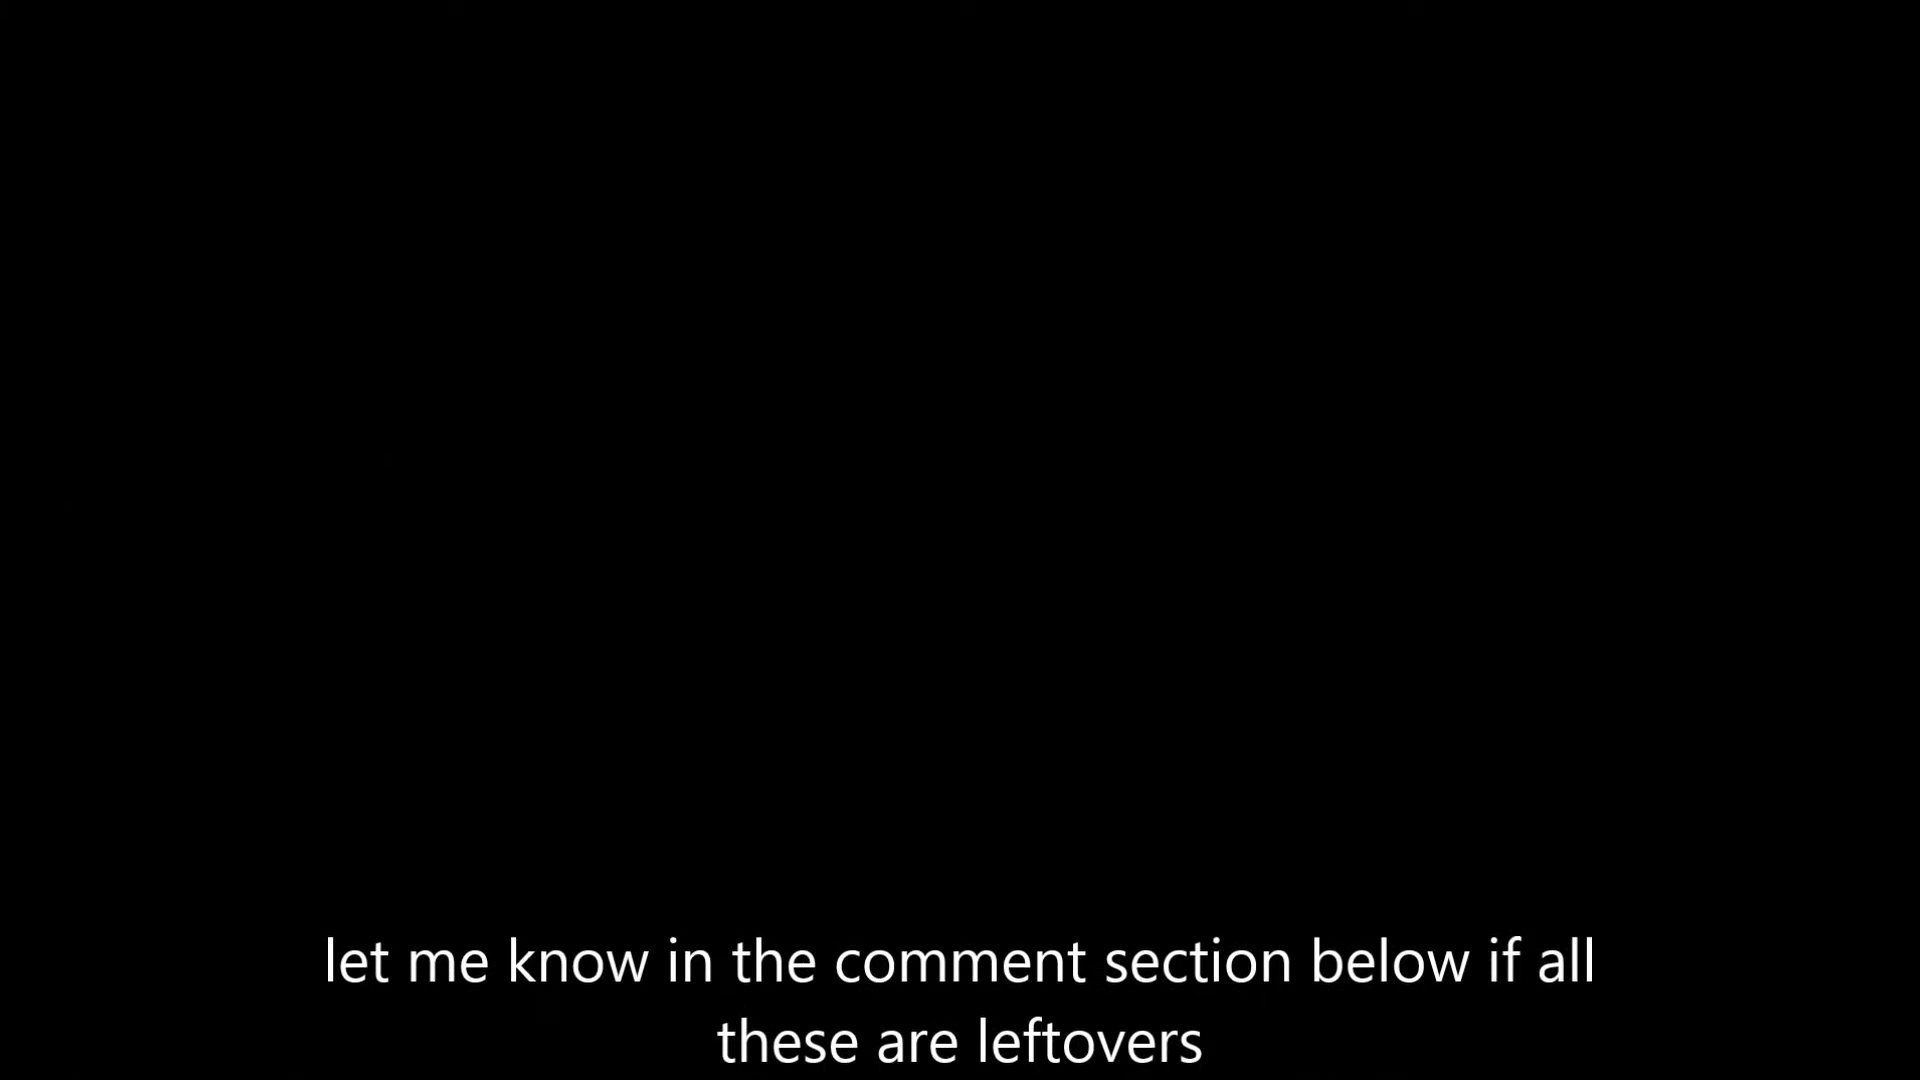 let me know in the comment section below if all
these are leftovers